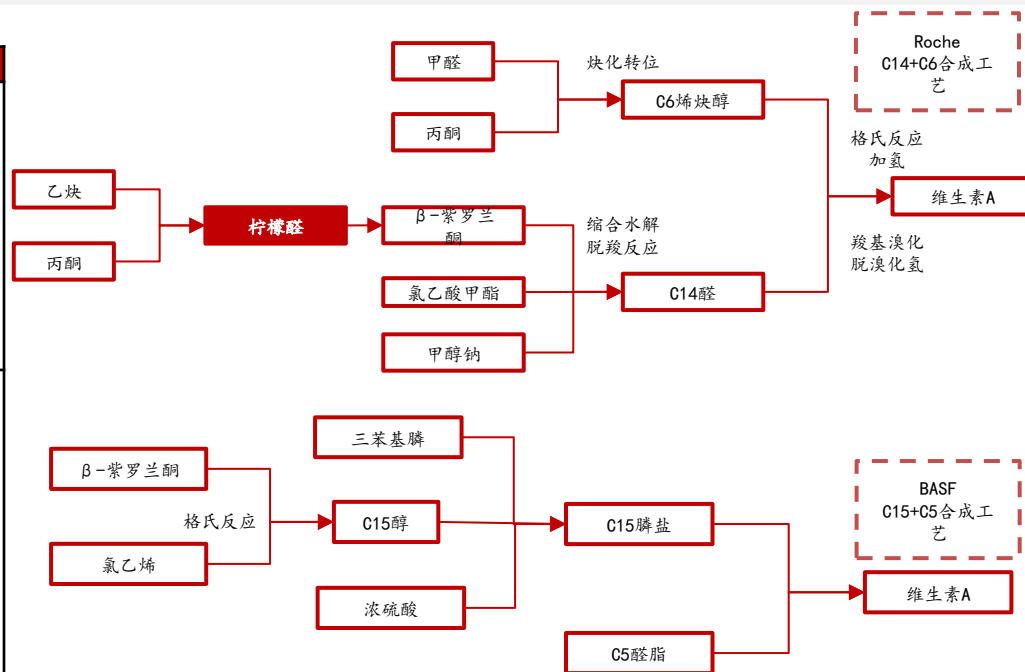 甲醛
炔化转位
Roche
C14+C6合成工
艺
C6烯炔醇
丙酮
格氏反应
加氢
乙炔
维生素A
柠檬醛
β-紫罗兰
酮
缩合水解
脱羧反应
丙酮
羧基溴化
脱溴化氢
氯乙酸甲酯
C14醛
甲醇钠
三苯基膦
β-紫罗兰酮
BASF
C15+C5合成工
艺
格氏反应
C15醇
C15膦盐
氯乙烯
维生素A
浓硫酸
C5醛脂